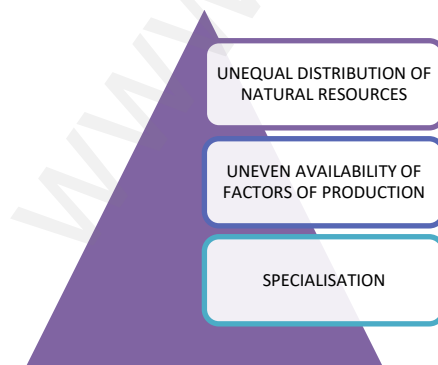 UNEQUAL DISTRIBUTION OF
NATURAL RESOURCES
UNEVEN AVAILABILITY OF
FACTORS OF PRODUCTION
SPECIALISATION